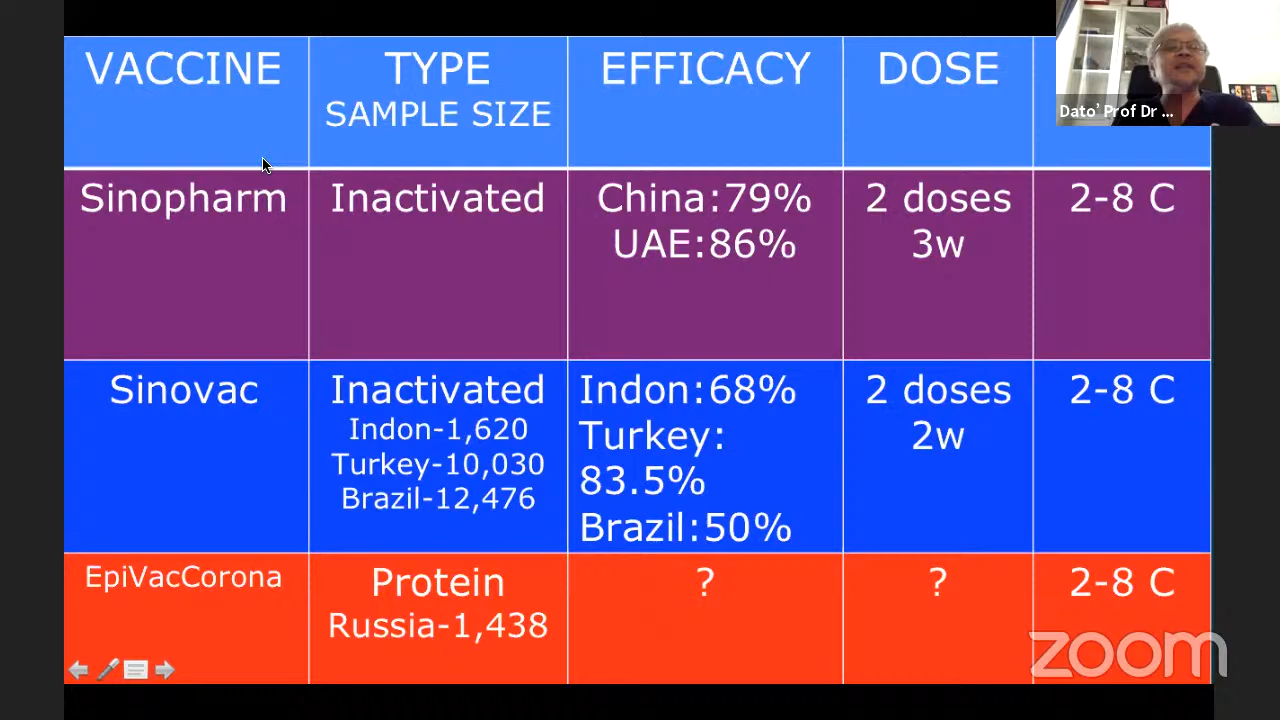 VACCINE
TYPE
SAMPLE SIZE
EFFICACY
DOSE
Dato’ Prof Dr ...
Sinopharm
Inactivated
China:79%
UAE:86%
2 doses
3w
2-8 C
Sinovac
Inactivated
Indon-1,620
Turkey-10,030
Brazil-12,476
Indon:68%
Turkey:
83.5%
Brazil:50%
2 doses
2w
2-8 C
EpiVacCorona
Protein
Russia-1,438
?
?
2-8 C
zoom